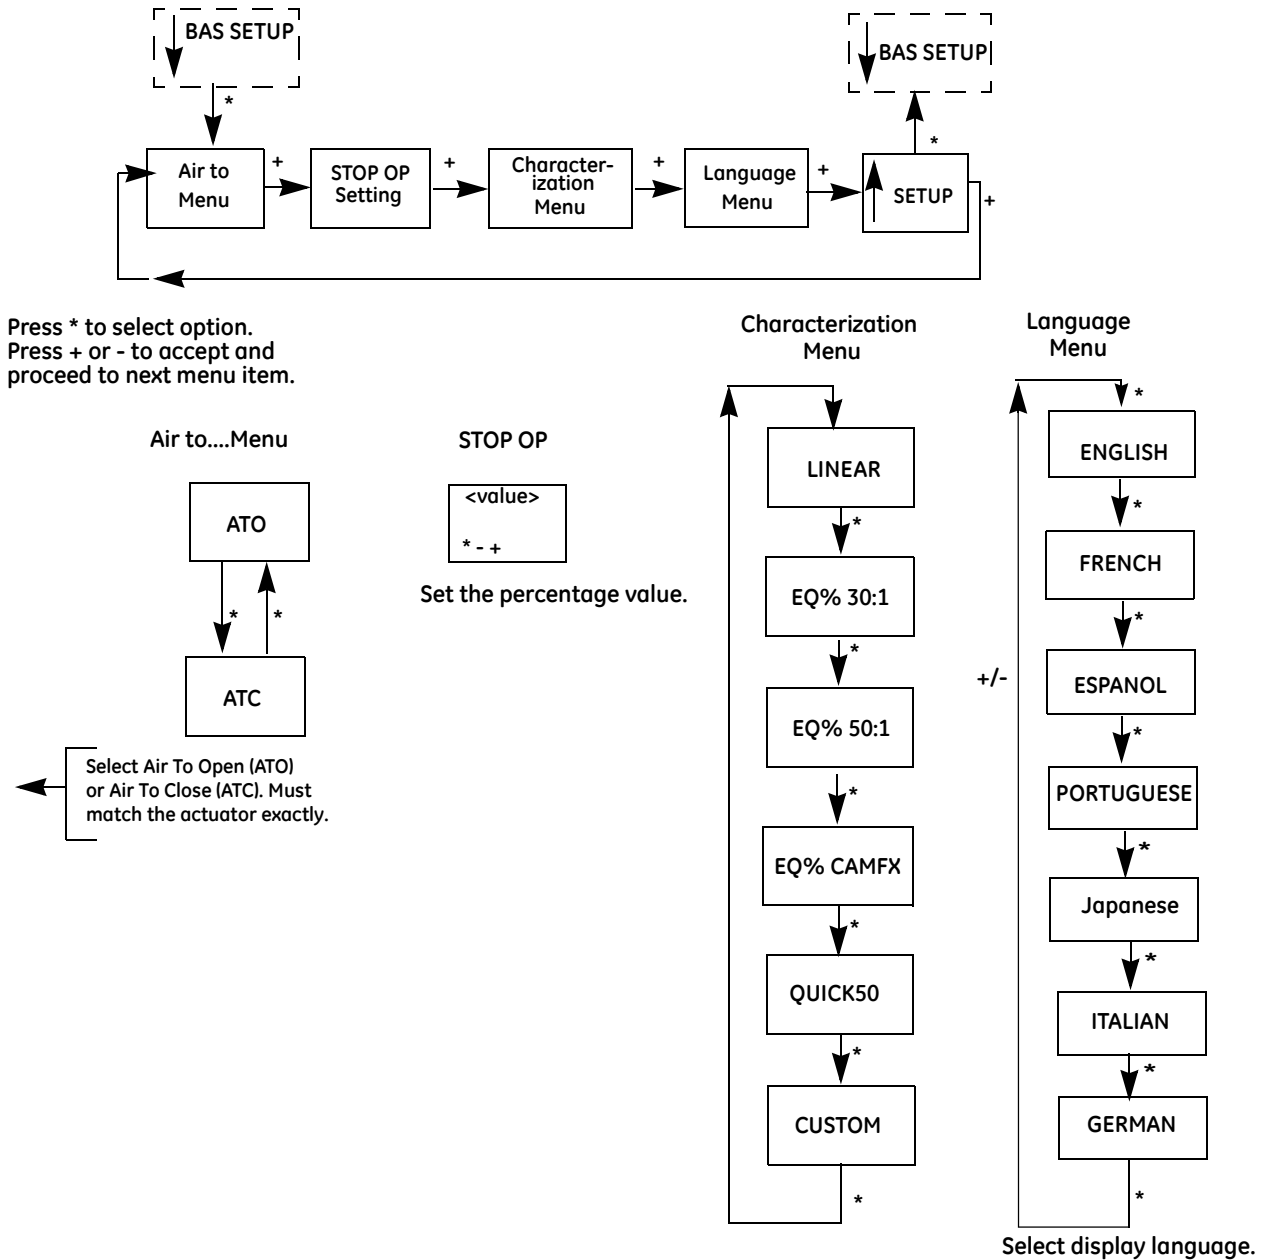 BAS SETUP
*
BAS SETUP
*
Air to
Menu
+
STOP OP
Setting
+
Character-
ization
Menu
+
Language
Menu
+
SETUP
+
Press * to select option.
Press + or - to accept and
proceed to next menu item.
Air to....Menu
ATO
*
*
ATC
Select Air To Open (ATO)
or Air To Close (ATC). Must
match the actuator exactly.
STOP OP
<value>
* - +
Set the percentage value.
Characterization
Menu
LINEAR
*
EQ% 30:1
*
EQ% 50:1
*
EQ% CAMFX
*
QUICK50
*
CUSTOM
*
Language
Menu
*
ENGLISH
*
FRENCH
*
ESPANOL
+/-
*
PORTUGUESE
*
Japanese
*
ITALIAN
*
GERMAN
*
Select display language.